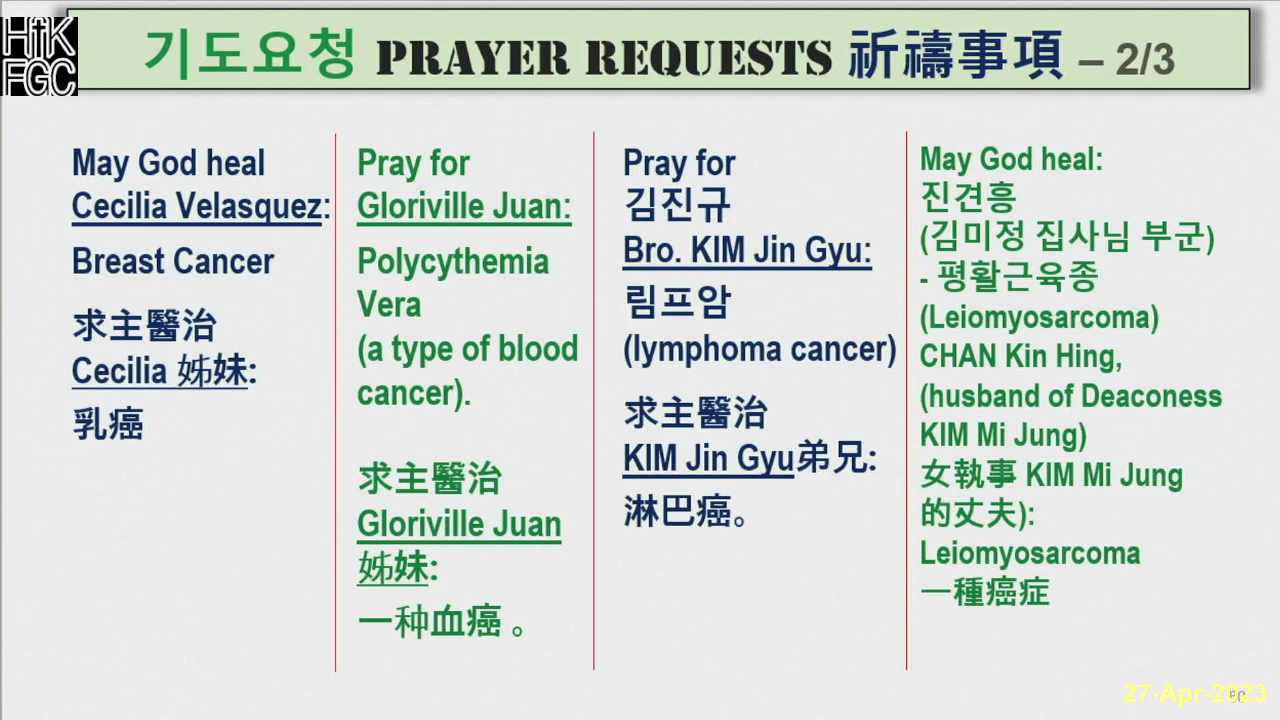 HfK
FGC
기도요청 PRAYER REQUESTS 祈禱事項 – 2/3
May God heal
Cecilia Velasquez:
Breast Cancer
求主醫治
Cecilia 姊妹:
乳癌
Pray for
Gloriville Juan:
Polycythemia
Vera
(a type of blood
cancer).
求主醫治
Gloriville Juan
姊妹:
一种血癌 。
Pray for
김진규
Bro. KIM Jin Gyu:
림프암
(lymphoma cancer)
求主醫治
KIM Jin Gyu弟兄:
淋巴癌。
May God heal:
진견흥
(김미정 집사님 부군)
- 평활근육종
(Leiomyosarcoma)
CHAN Kin Hing,
(husband of Deaconess
KIM Mi Jung)
女執事 KIM Mi Jung
的丈夫):
Leiomyosarcoma
一種癌症
27-Apr-2023